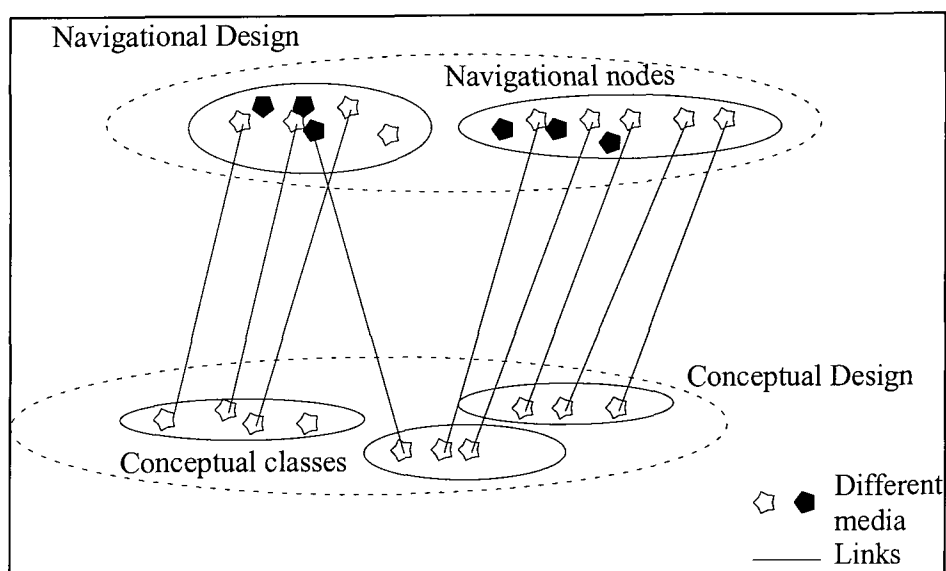 Navigational Design
Navigational nodes
Conceptual Design
Conceptual classes
Different
media
Links